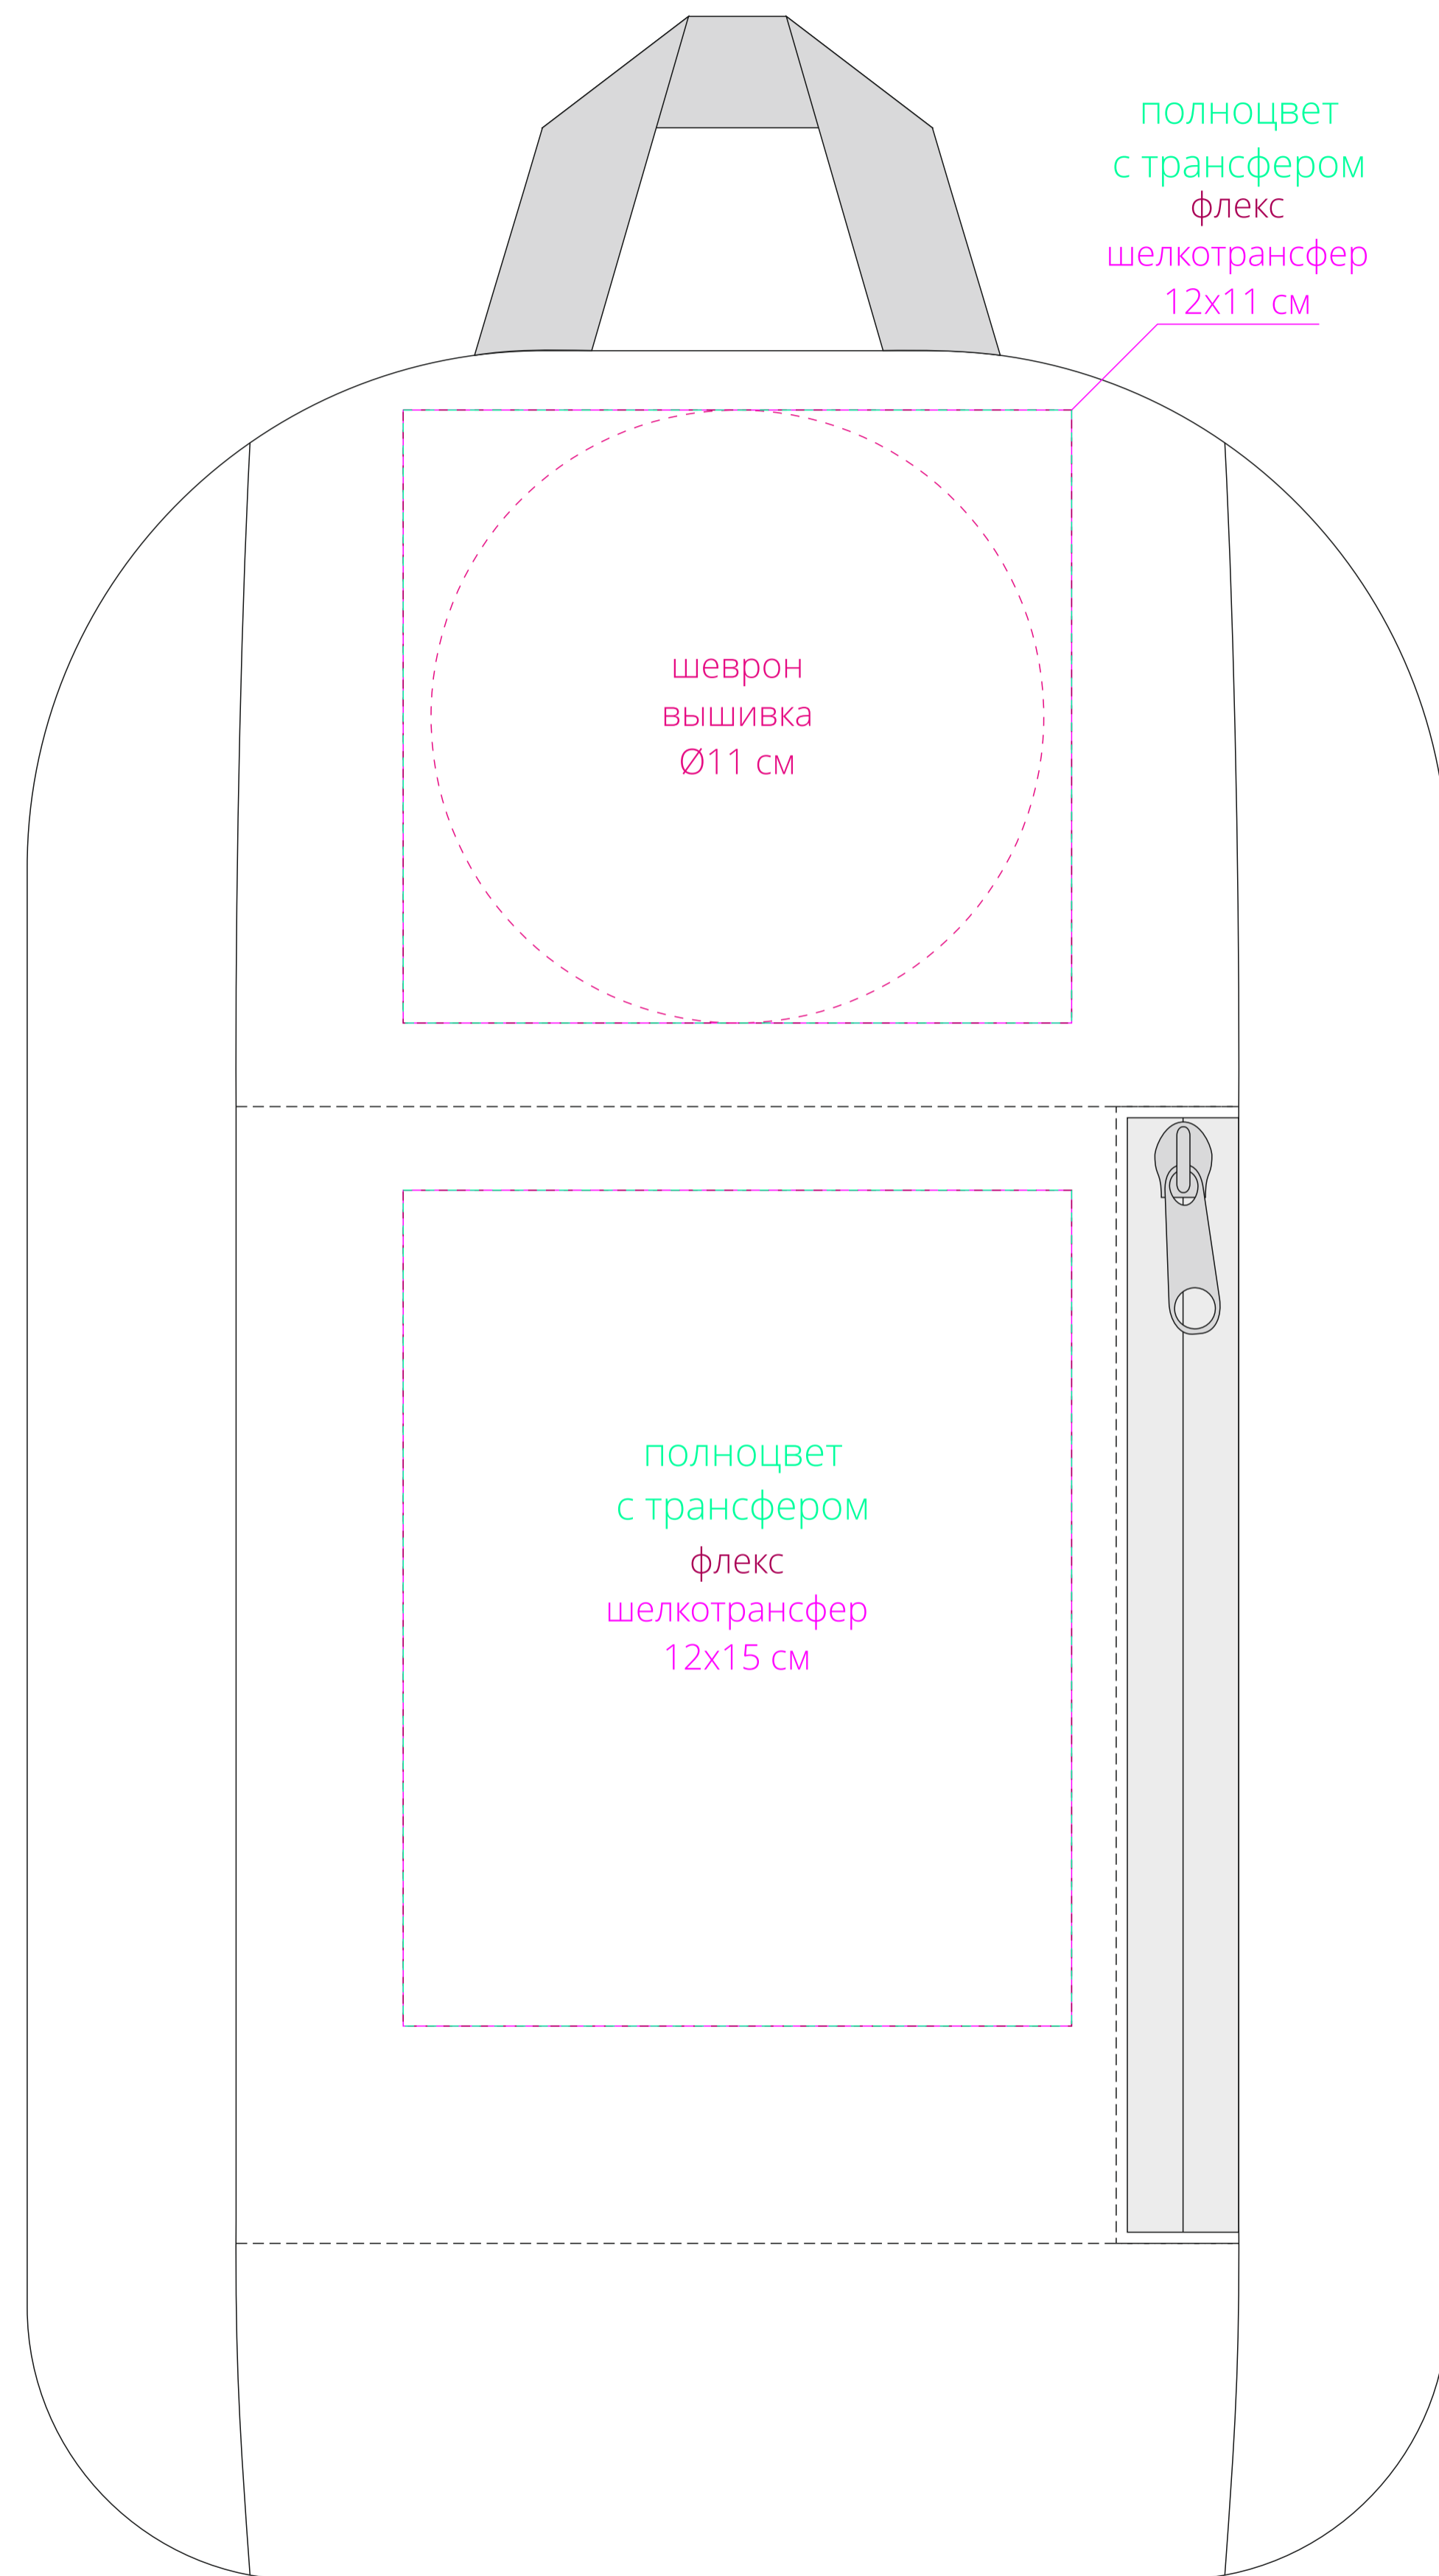 полноцвет
с трансфером
флекс
шелкотрансфер
12х11 см
шеврон
вышивка
Ø11 см
полноцвет
с трансфером
флекс
шелкотрансфер
12х15 см